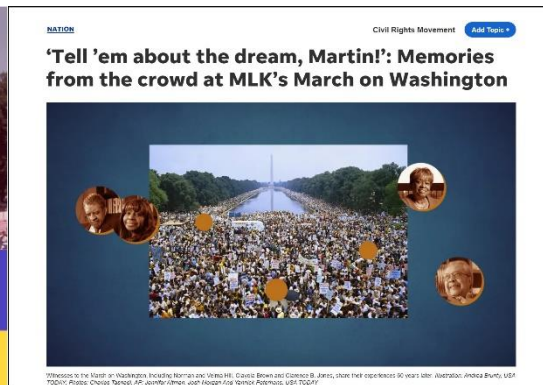 NATION
Civil Rights Movement
Add Topic +
‘Tell ’em about the dream, Martin!’: Memories
from the crowd at MLK’s March on Washington
Witnesses to the March on Washington, including Norman and Velma Hill, Clavola Brown and Clarence B. Jones, share their experiences 60 years later. Illustration: Andrea Brunty, USA
TODAY; Photos: Charles Tasnadi, AP; Jennifer Altman, Josh Morgan And Yannick Peterhans, USA TODAY